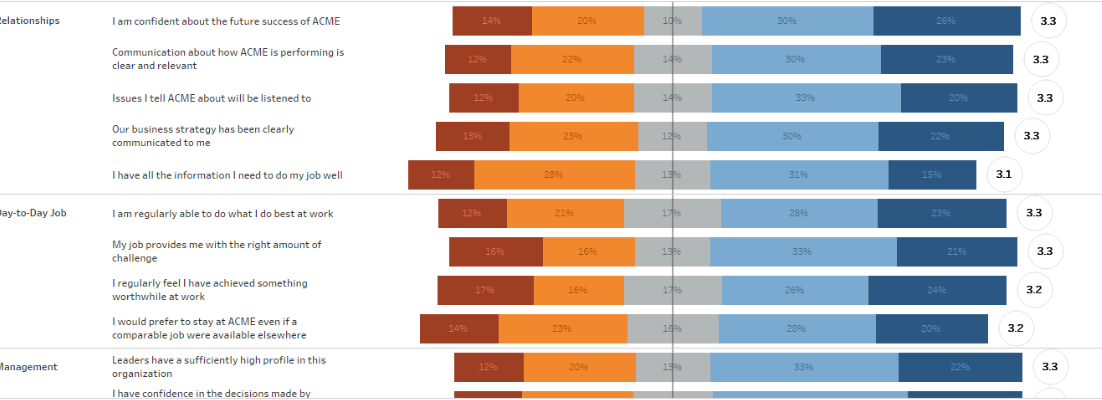 Relationships
I am confident about the future success of ACME
14% 20% 10% 30% 26% 3.3
Communication about how ACME is performing is
clear and relevant
12% 22% 14% 30% 23% 3.3
Issues I tell ACME about will be listened to
12% 20% 14% 33% 20% 3.3
Our business strategy has been clearly
communicated to me
13% 23% 12% 30% 22% 3.3
I have all the information I need to do my job well
12% 28% 13% 31% 15% 3.1
Day-to-Day Job
I am regularly able to do what I do best at work
12% 21% 17% 28% 23% 3.3
My job provides me with the right amount of
challenge
16% 16% 13% 33% 21% 3.3
I regularly feel I have achieved something
worthwhile at work
17% 16% 17% 26% 24% 3.2
I would prefer to stay at ACME even if a
comparable job were available elsewhere
14% 23% 16% 28% 20% 3.2
Management
Leaders have a sufficiently high profile in this
organization
12% 20% 13% 33% 22% 3.3
I have confidence in the decisions made by